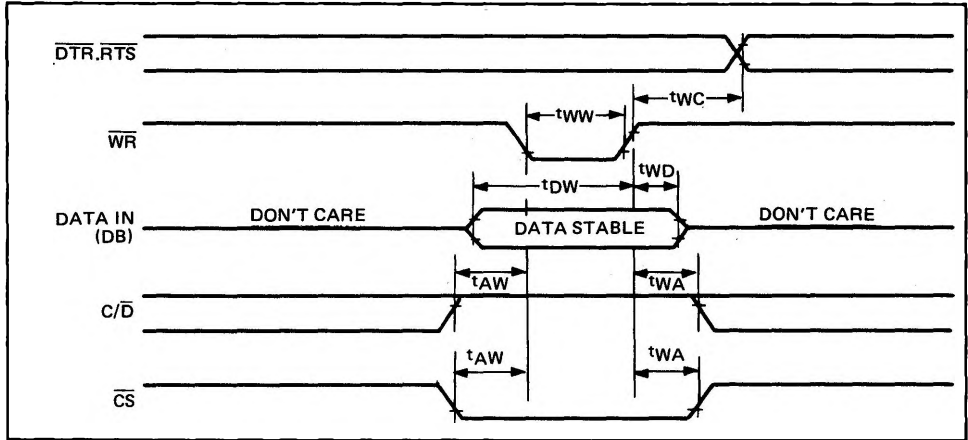 DTR.RTS
tWC
tWW
WR
tDW
tWD
DATA IN
(DB)
DON'T CARE
DATA STABLE
DON'T CARE
tAW
tWA
C/D
tAW
tWA
CS